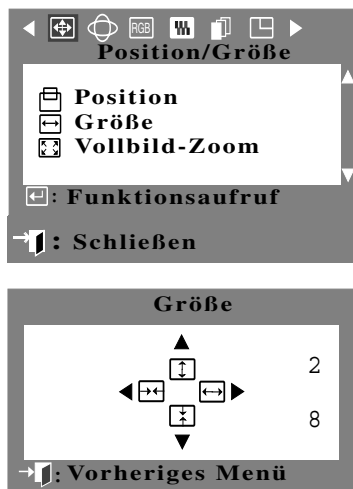 RGB
Position/Größe
Position
Größe
Vollbild-Zoom
: Funktionsaufruf
: Schließen
Größe
2
8
: Vorheriges Menü